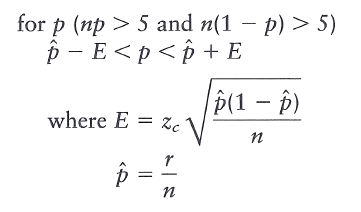 for p (np > 5 and n(1 − p) > 5)
p̂ − E < p < p̂ + E
where E = z_c √(p̂(1 − p̂)/n)
p̂ = r/n